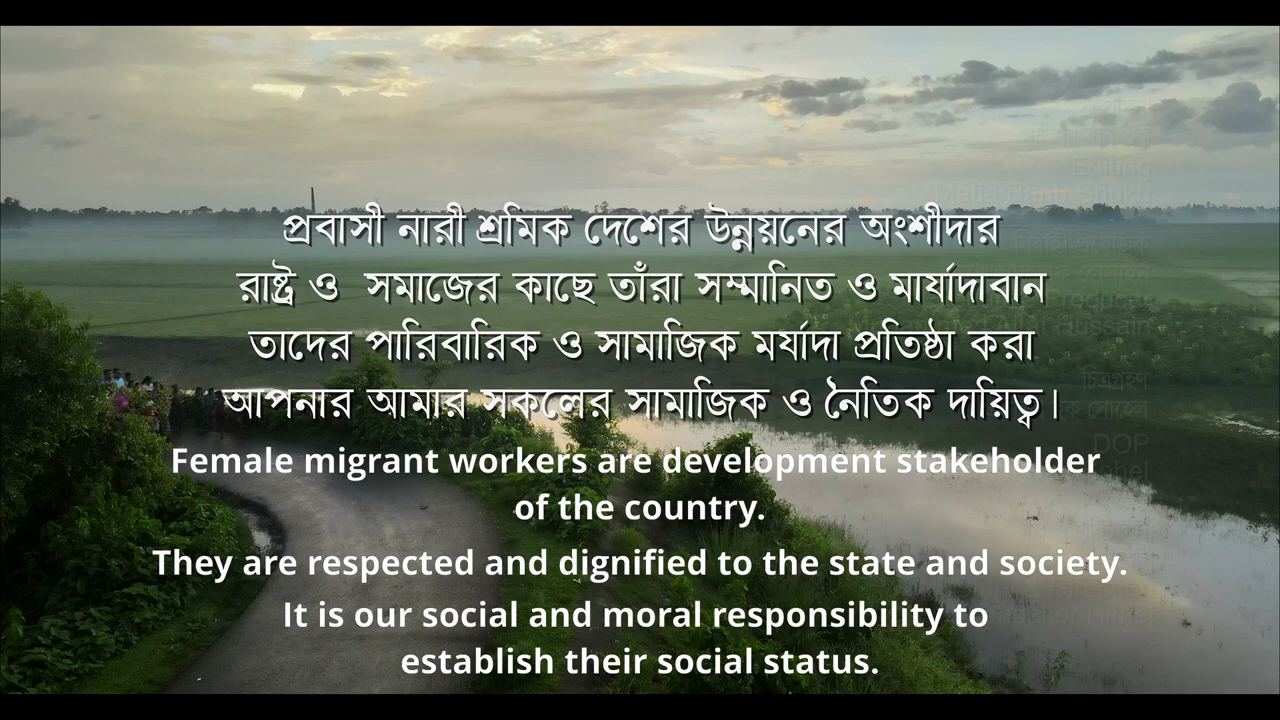 প্রবাসী নারী শ্রমিক দেশের উন্নয়নের অংশীদার
রাষ্ট্র ও সমাজের কাছে তাঁরা সম্মানিত ও মার্যাদাবান
তাদের পারিবারিক ও সামাজিক মর্যাদা প্রতিষ্ঠা করা
আপনার আমার সকলের সামাজিক ও নৈতিক দায়িত্ব।
Female migrant workers are development stakeholder
of the country.
They are respected and dignified to the state and society.
It is our social and moral responsibility to
establish their social status.
Editing
DOP